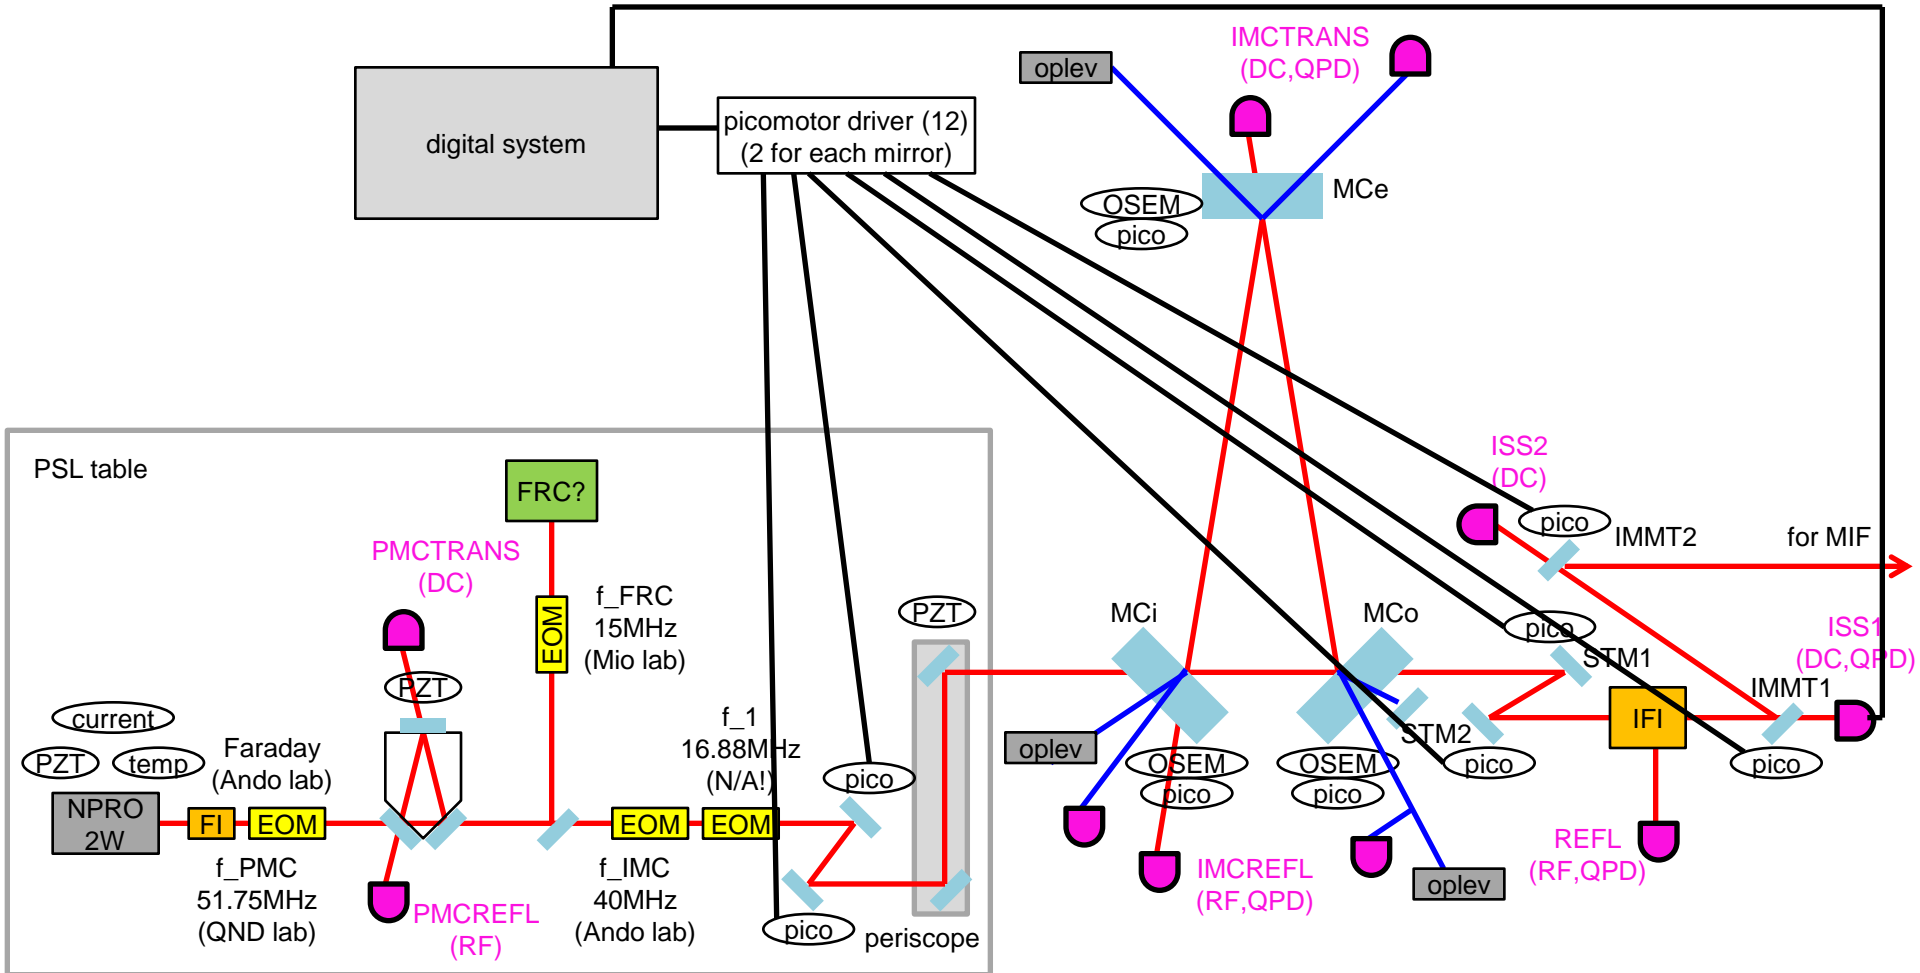 IMCTRANS
(DC,QPD)
oplev
digital system
picomotor driver (12)
(2 for each mirror)
MCe
OSEM
pico
PSL table
FRC?
ISS2
(DC)
pico
IMMT2
for MIF
PMCTRANS
(DC)
f_FRC
15MHz
(Mio lab)
EOM
PZT
MCi
MCo
pico
STM1
ISS1
(DC,QPD)
PZT
current
PZT
temp
Faraday
(Ando lab)
f_1
16.88MHz
(N/A!)
pico
oplev
OSEM
pico
OSEM
pico
STM2
pico
IFI
IMMT1
pico
NPRO
2W
FI
EOM
EOM
EOM
f_PMC
51.75MHz
(QND lab)
PMCREFL
(RF)
f_IMC
40MHz
(Ando lab)
pico
periscope
IMCREFL
(RF,QPD)
oplev
REFL
(RF,QPD)